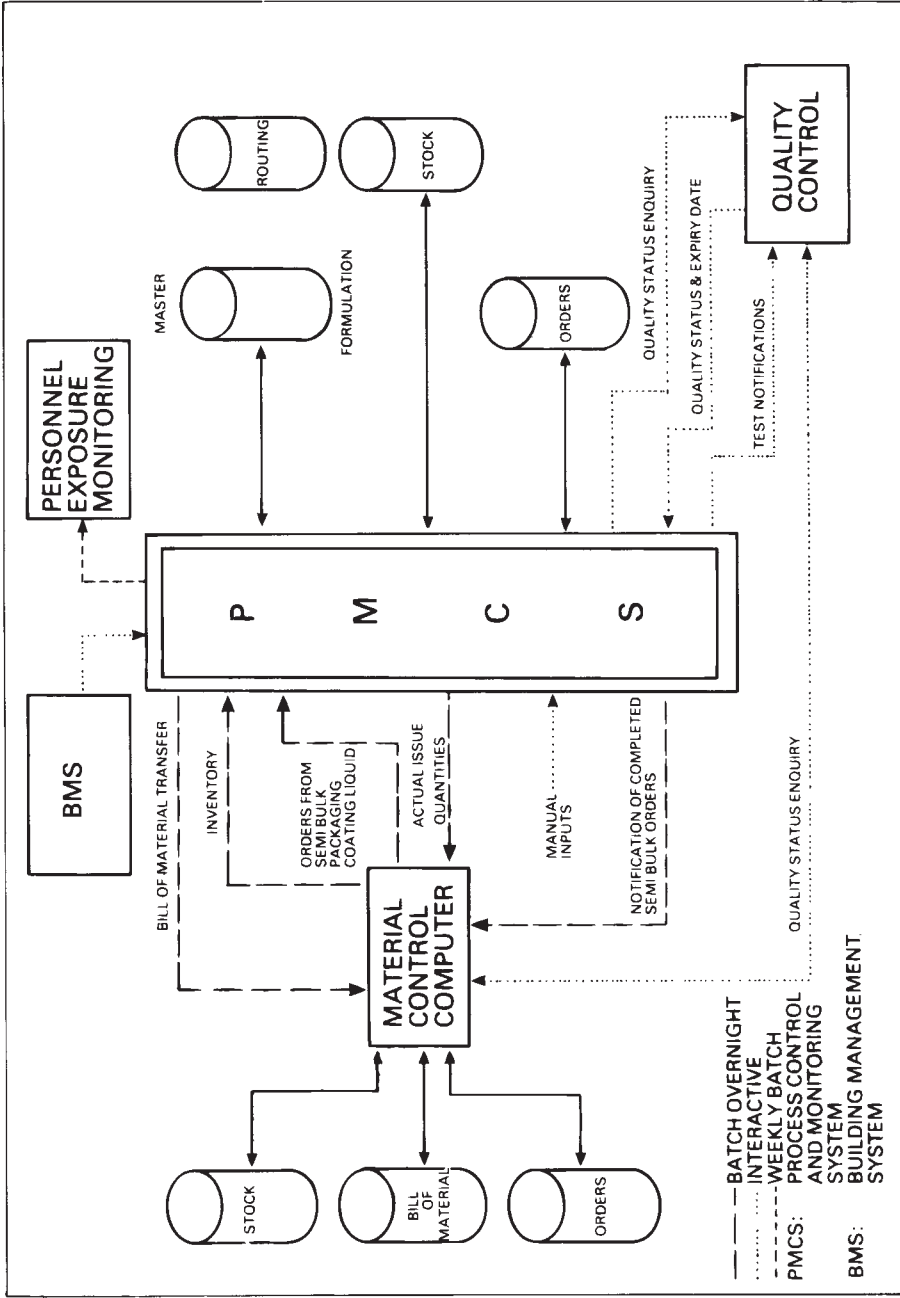 BMS
PERSONNEL
EXPOSURE
MONITORING
MASTER
FORMULATION
ROUTING
STOCK
ORDERS
P
M
C
S
BILL OF MATERIAL TRANSFER
INVENTORY
ORDERS FROM
SEMI BULK
PACKAGING
COATING LIQUID
ACTUAL ISSUE
QUANTITIES
MANUAL
INPUTS
NOTIFICATION OF COMPLETED
SEMI BULK ORDERS
MATERIAL
CONTROL
COMPUTER
STOCK
BILL
OF
MATERIAL
ORDERS
QUALITY STATUS ENQUIRY
QUALITY STATUS & EXPIRY DATE
TEST NOTIFICATIONS
QUALITY
CONTROL
QUALITY STATUS ENQUIRY
BATCH OVERNIGHT
INTERACTIVE
WEEKLY BATCH
PMCS: PROCESS CONTROL
AND MONITORING
SYSTEM
BMS: BUILDING MANAGEMENT
SYSTEM